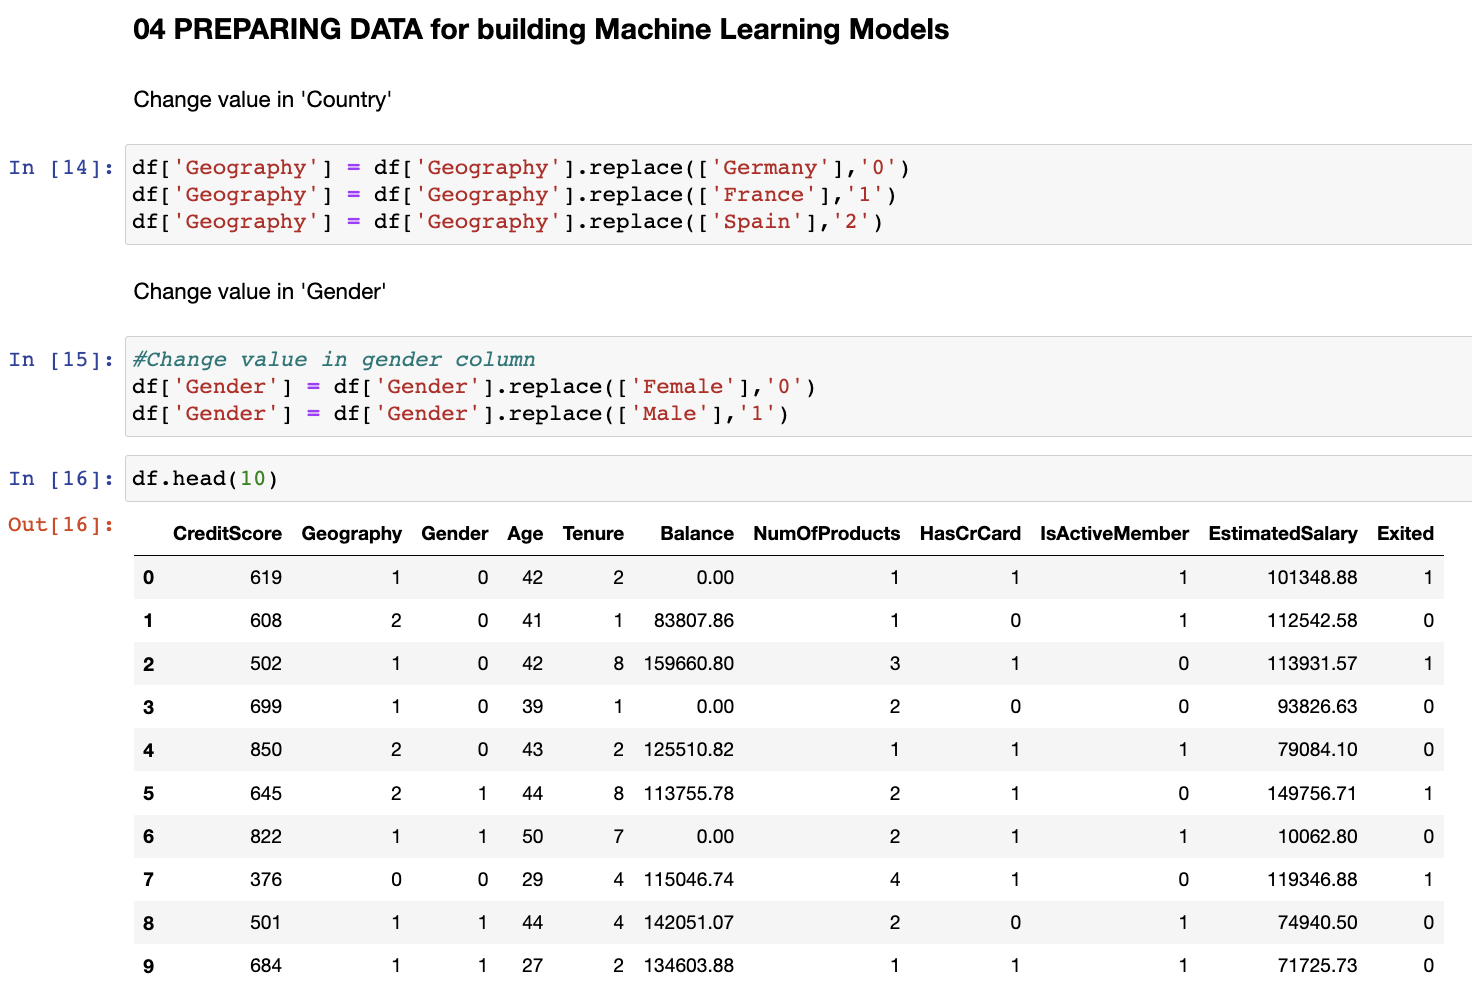 04 PREPARING DATA for building Machine Learning Models
Change value in 'Country'
In [14]: df['Geography'] = df['Geography'].replace(['Germany'],'0')
df['Geography'] = df['Geography'].replace(['France'],'1')
df['Geography'] = df['Geography'].replace(['Spain'],'2')
Change value in 'Gender'
In [15]: #Change value in gender column
df['Gender'] = df['Gender'].replace(['Female'],'0')
df['Gender'] = df['Gender'].replace(['Male'],'1')
In [16]: df.head(10)
Out[16]:
CreditScore Geography Gender Age Tenure Balance NumOfProducts HasCrCard IsActiveMember EstimatedSalary Exited
0 619 1 0 42 2 0.00 1 1 1 101348.88 1
1 608 2 0 41 1 83807.86 1 0 1 112542.58 0
2 502 1 0 42 8 159660.80 3 1 0 113931.57 1
3 699 1 0 39 1 0.00 2 0 0 93826.63 0
4 850 2 0 43 2 125510.82 1 1 1 79084.10 0
5 645 2 1 44 8 113755.78 2 1 0 149756.71 1
6 822 1 1 50 7 0.00 2 1 1 10062.80 0
7 376 0 0 29 4 115046.74 4 1 0 119346.88 1
8 501 1 1 44 4 142051.07 2 0 1 74940.50 0
9 684 1 1 27 2 134603.88 1 1 1 71725.73 0